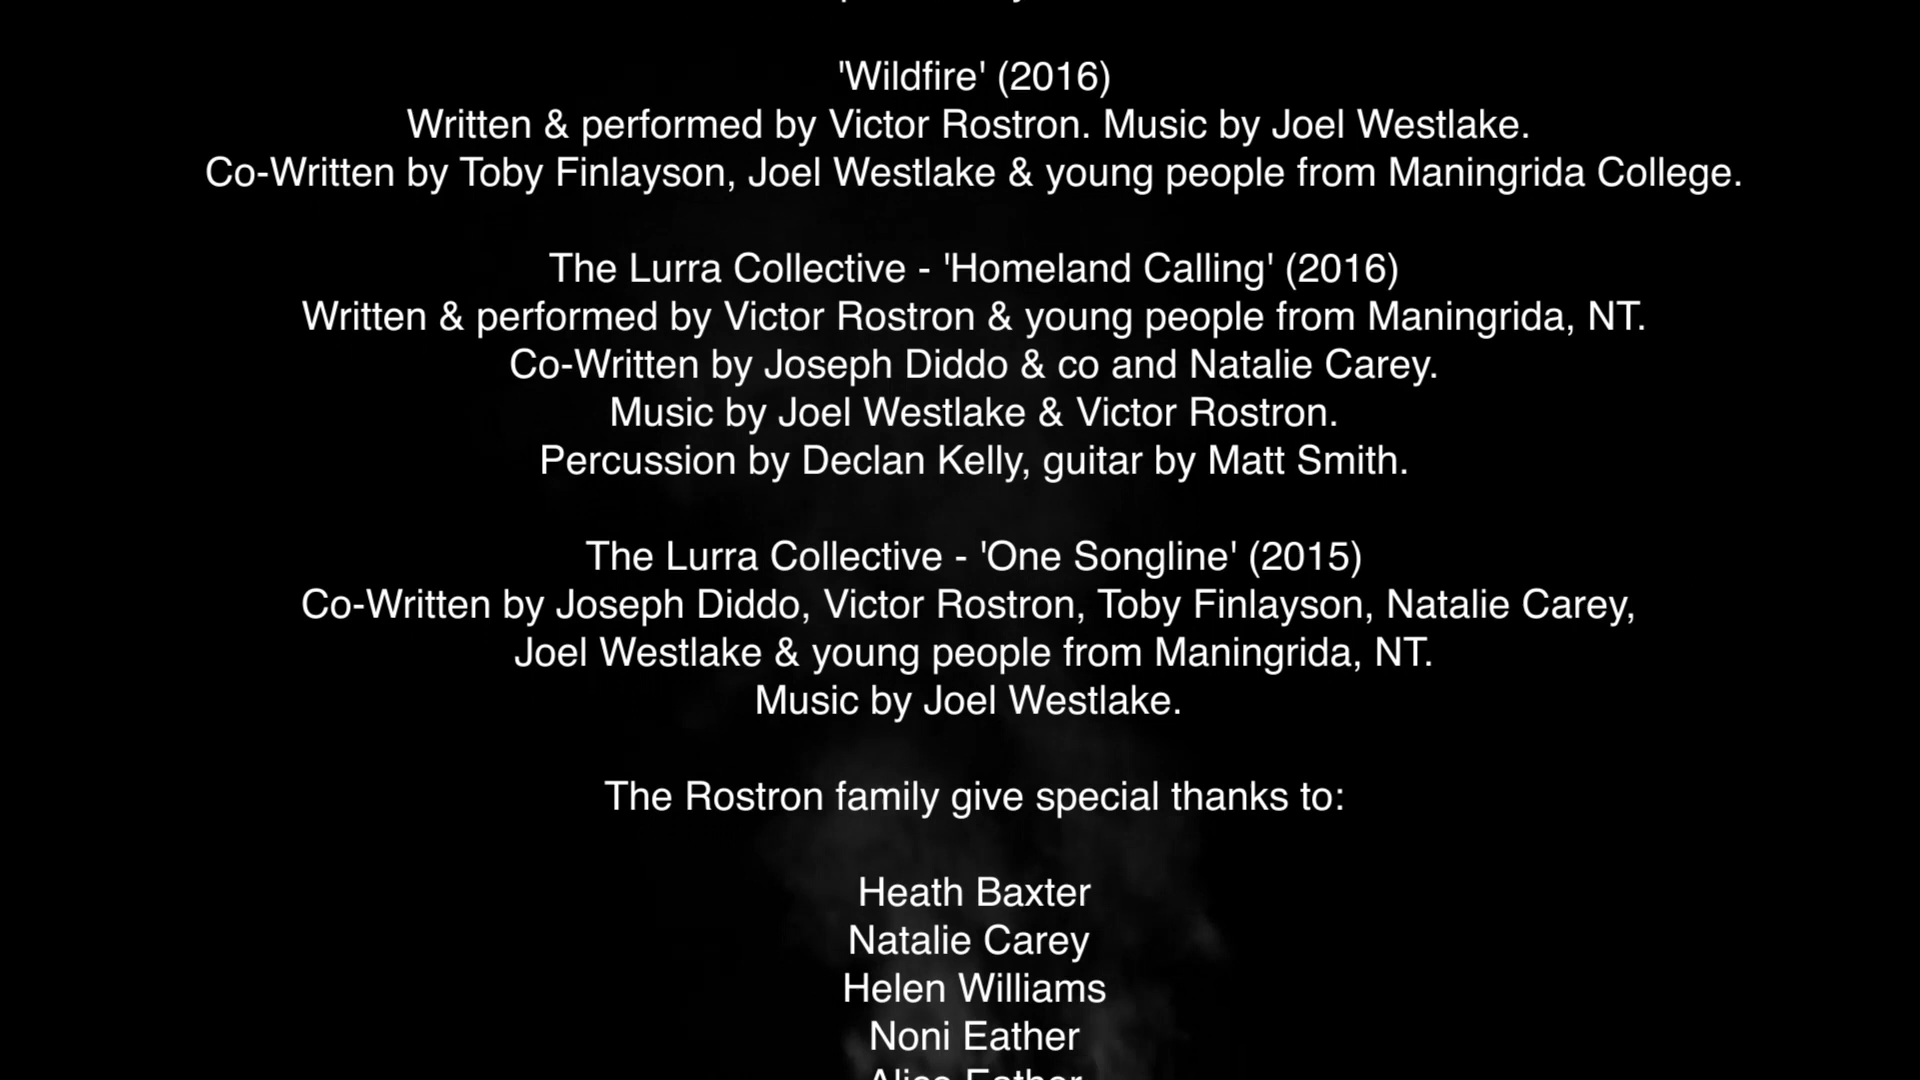 'Wildfire' (2016)
Written & performed by Victor Rostron. Music by Joel Westlake.
Co-Written by Toby Finlayson, Joel Westlake & young people from Maningrida College.
The Lurra Collective - 'Homeland Calling' (2016)
Written & performed by Victor Rostron & young people from Maningrida, NT.
Co-Written by Joseph Diddo & co and Natalie Carey.
Music by Joel Westlake & Victor Rostron.
Percussion by Declan Kelly, guitar by Matt Smith.
The Lurra Collective - 'One Songline' (2015)
Co-Written by Joseph Diddo, Victor Rostron, Toby Finlayson, Natalie Carey,
Joel Westlake & young people from Maningrida, NT.
Music by Joel Westlake.
The Rostron family give special thanks to:
Heath Baxter
Natalie Carey
Helen Williams
Noni Eather
Alice Eather